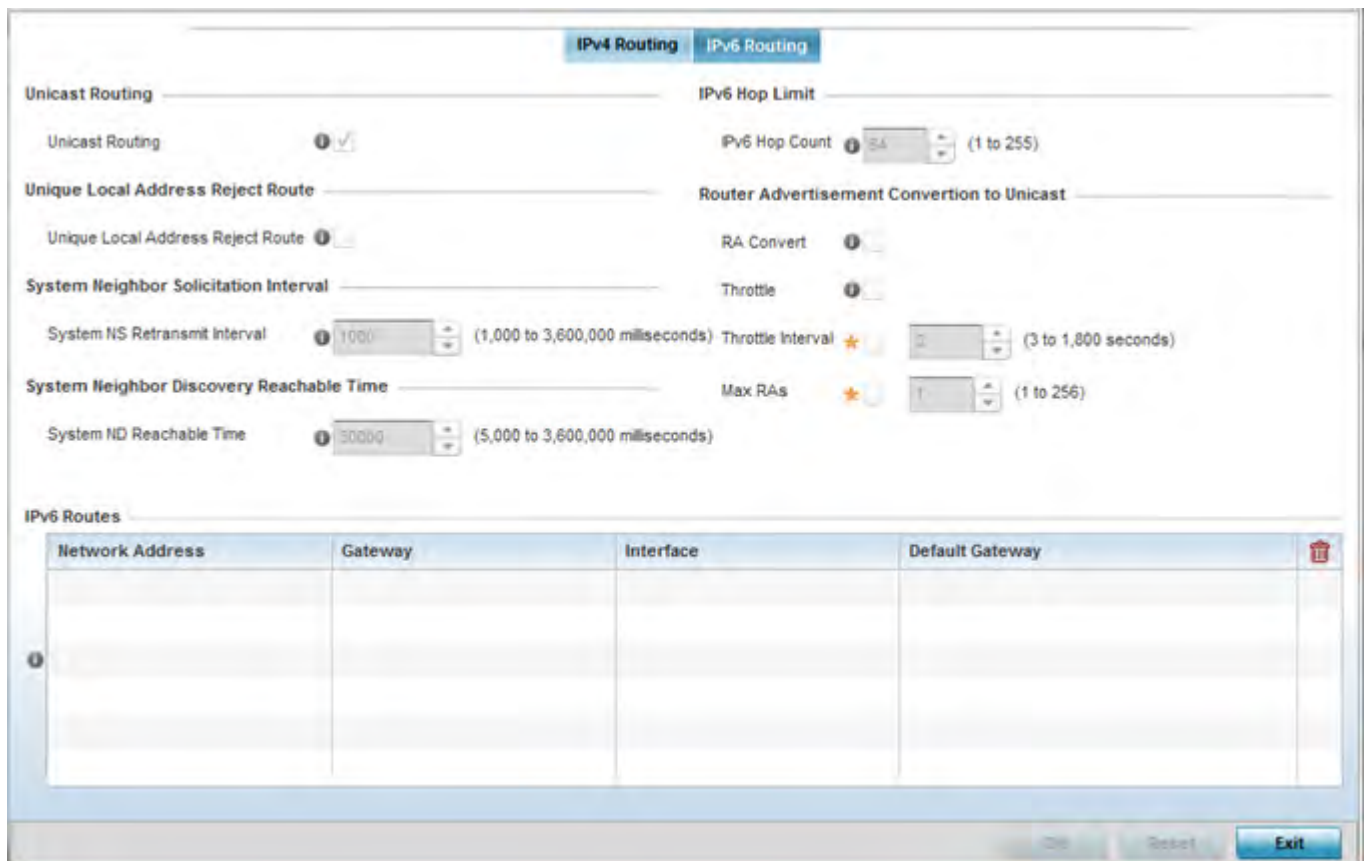 IPv4 Routing IPv6 Routing
Unicast Routing
Unicast Routing
Unique Local Address Reject Route
Unique Local Address Reject Route
System Neighbor Solicitation Interval
System NS Retransmit Interval 1000 (1,000 to 3,600,000 milliseconds)
System Neighbor Discovery Reachable Time
System ND Reachable Time (5,000 to 3,600,000 milliseconds)
IPv6 Hop Limit
IPv6 Hop Count 64 (1 to 255)
Router Advertisement Convertion to Unicast
RA Convert
Throttle
Throttle Interval (3 to 1,800 seconds)
Max RAs 1 (1 to 256)
IPv6 Routes
Network Address Gateway Interface Default Gateway
Reset Exit